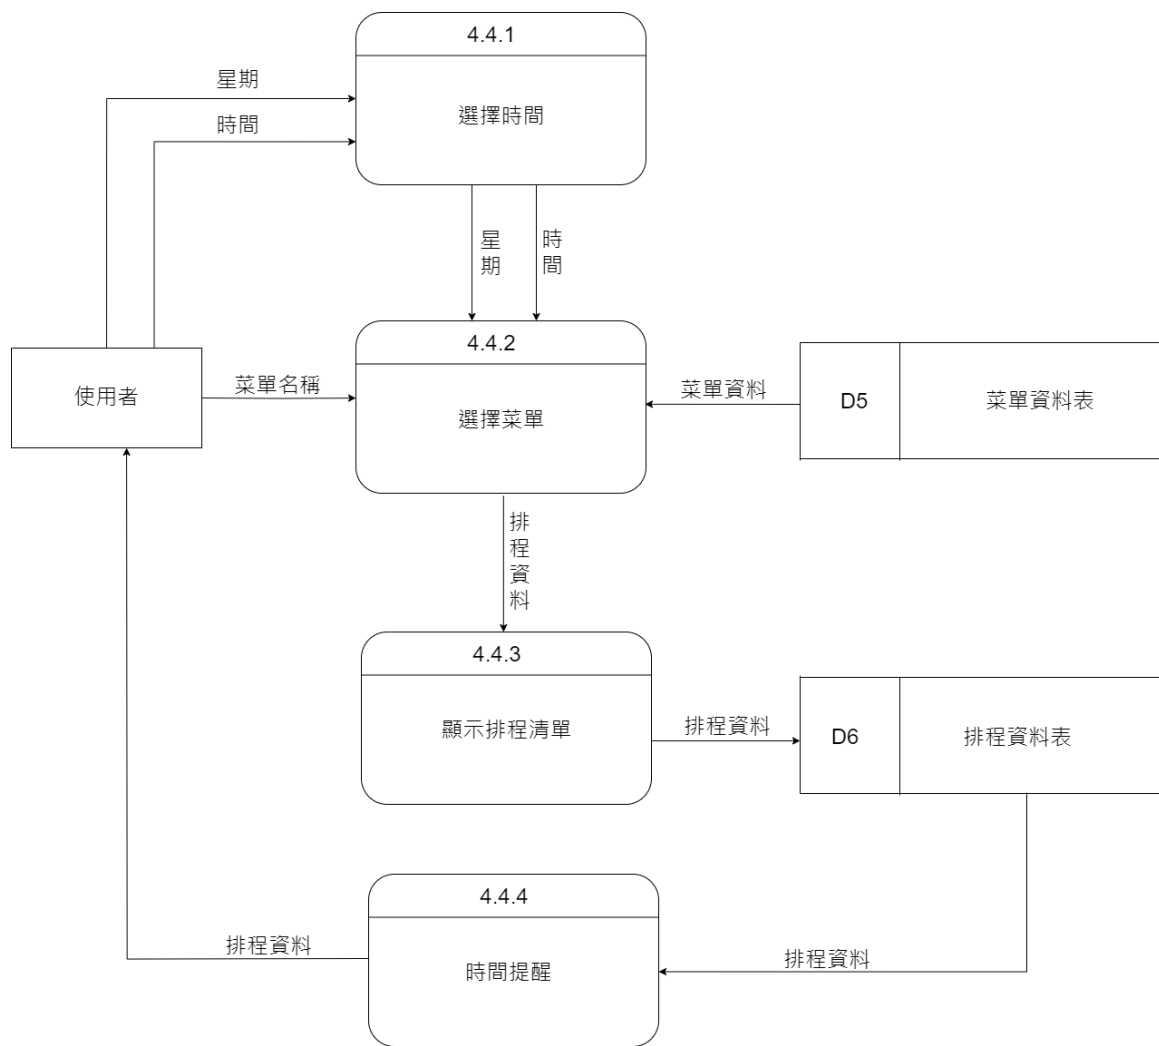 4.4.1
選擇時間
星期
時間
星期
時間
4.4.2
選擇菜單
使用者
菜單名稱
菜單資料
D5
菜單資料表
排程資料
4.4.3
顯示排程清單
排程資料
D6
排程資料表
4.4.4
時間提醒
排程資料
排程資料